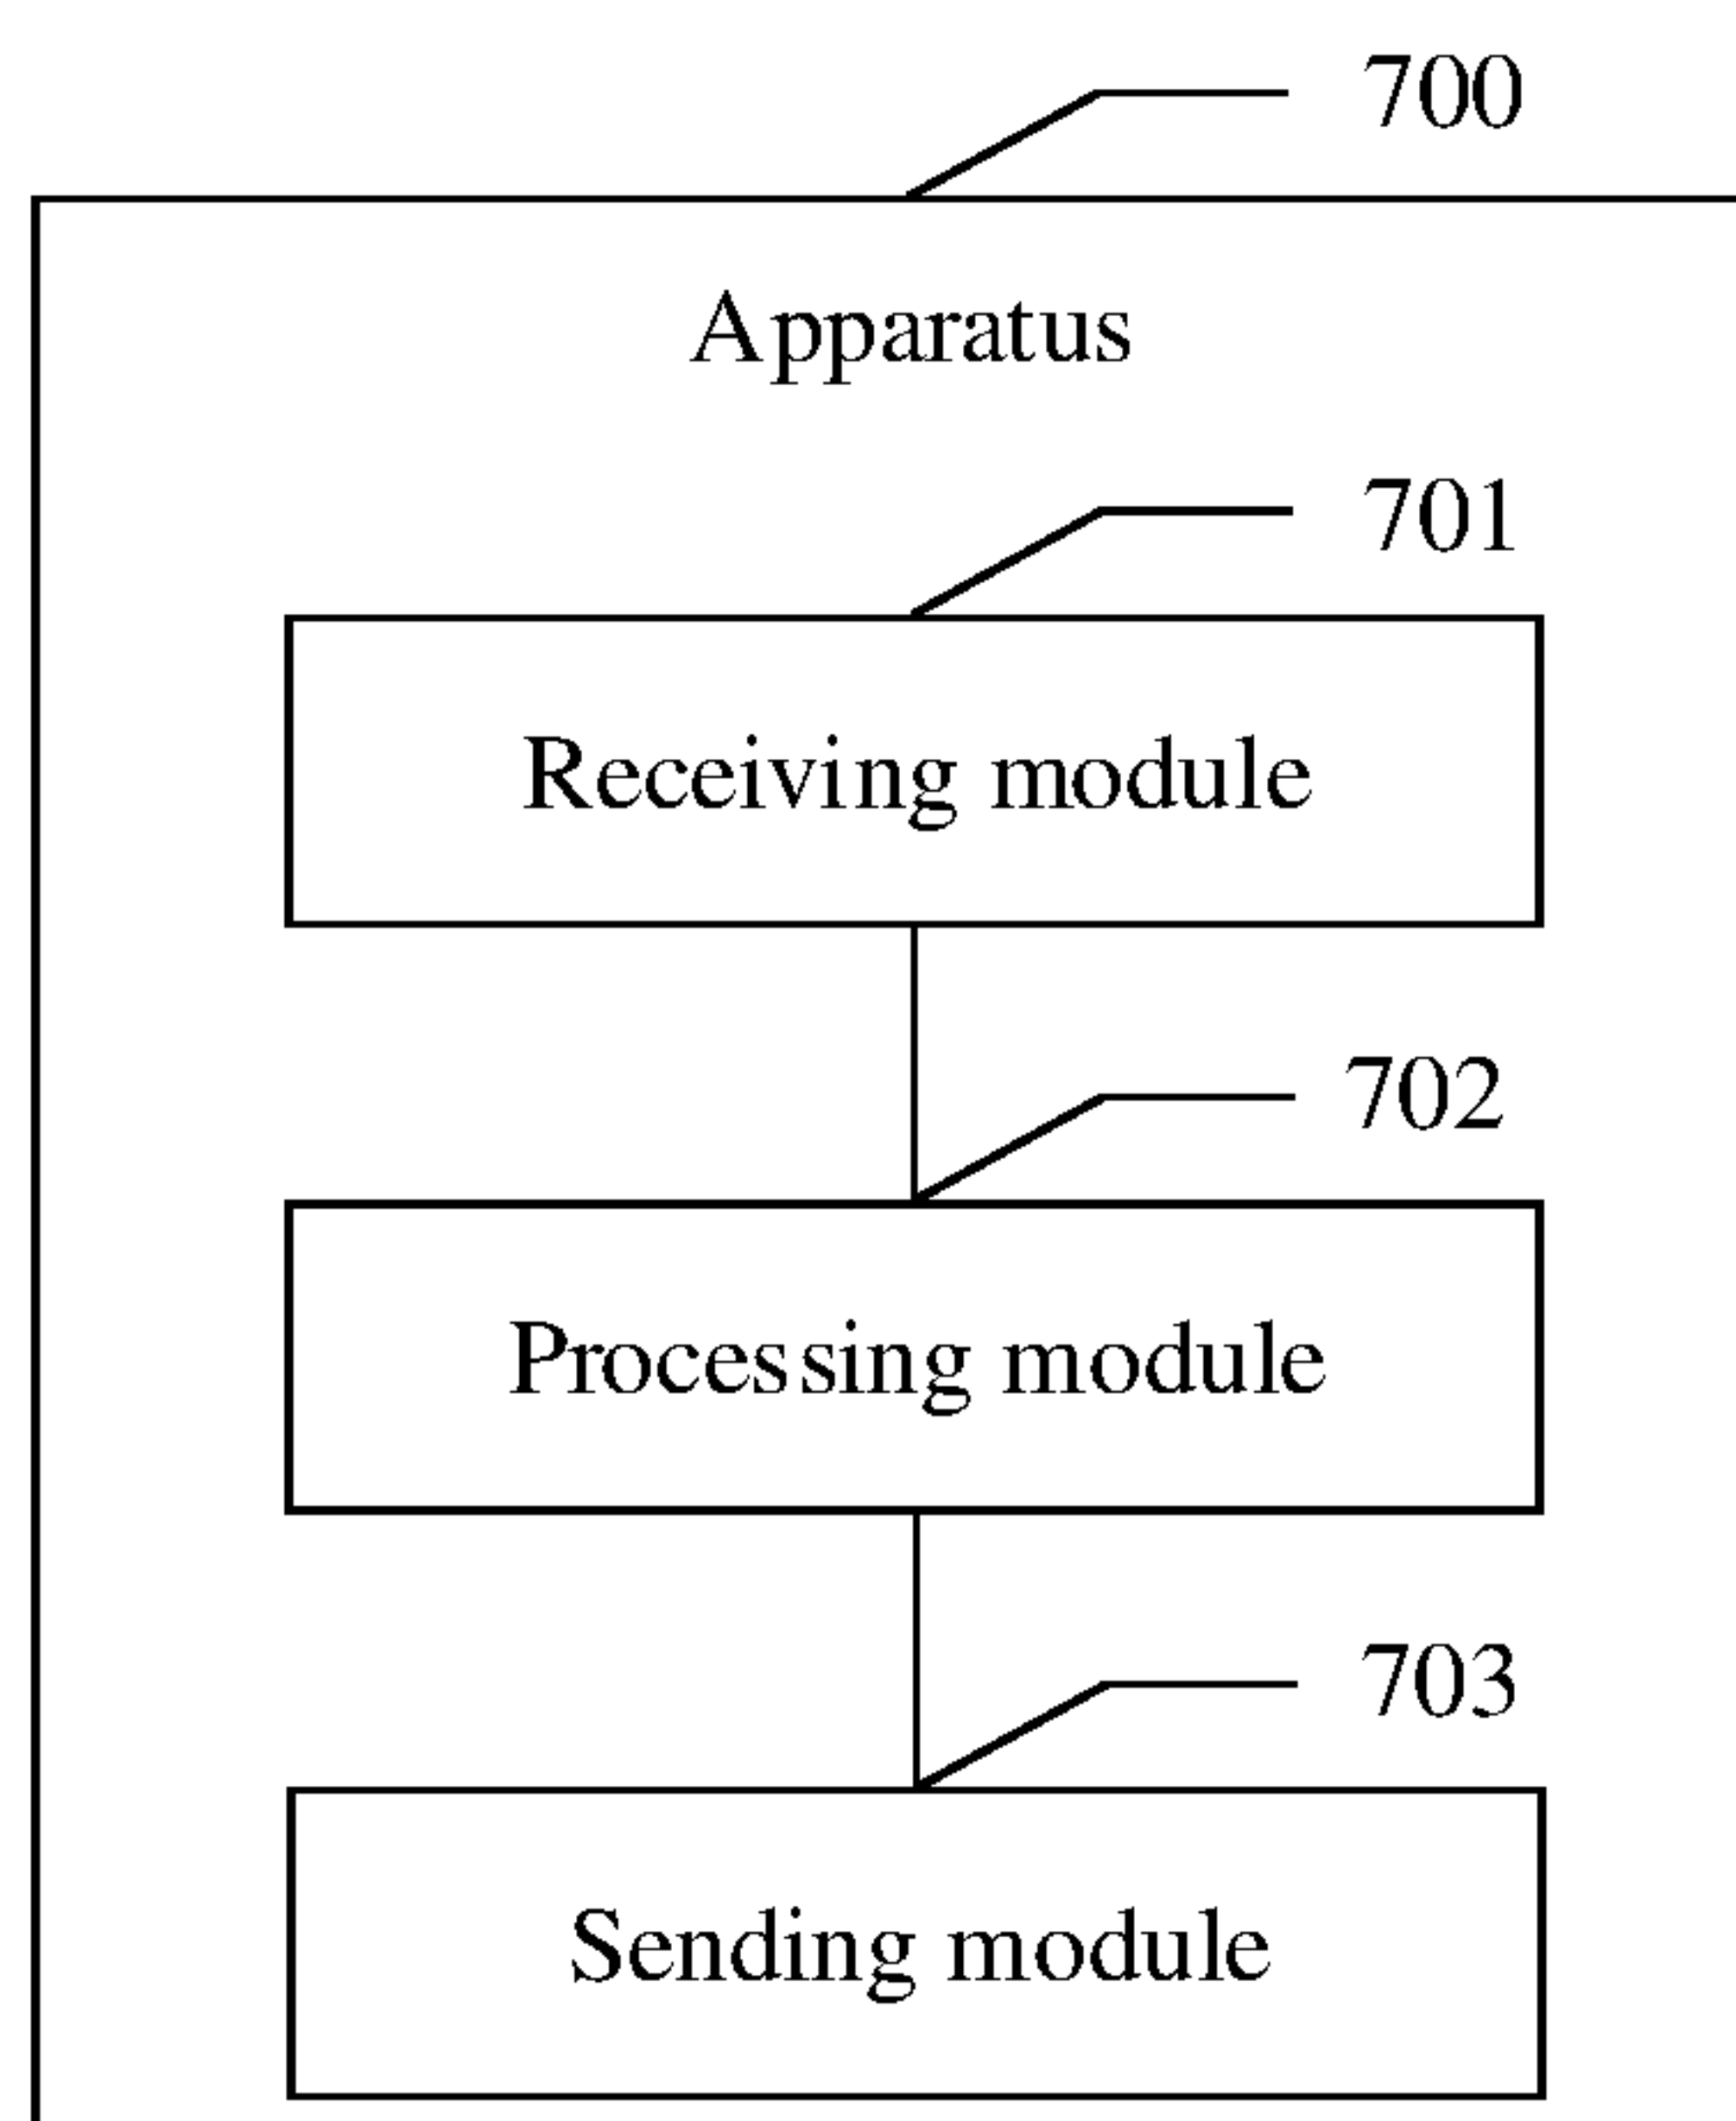 700
Apparatus
701
Receiving module
702
Processing module
703
Sending module